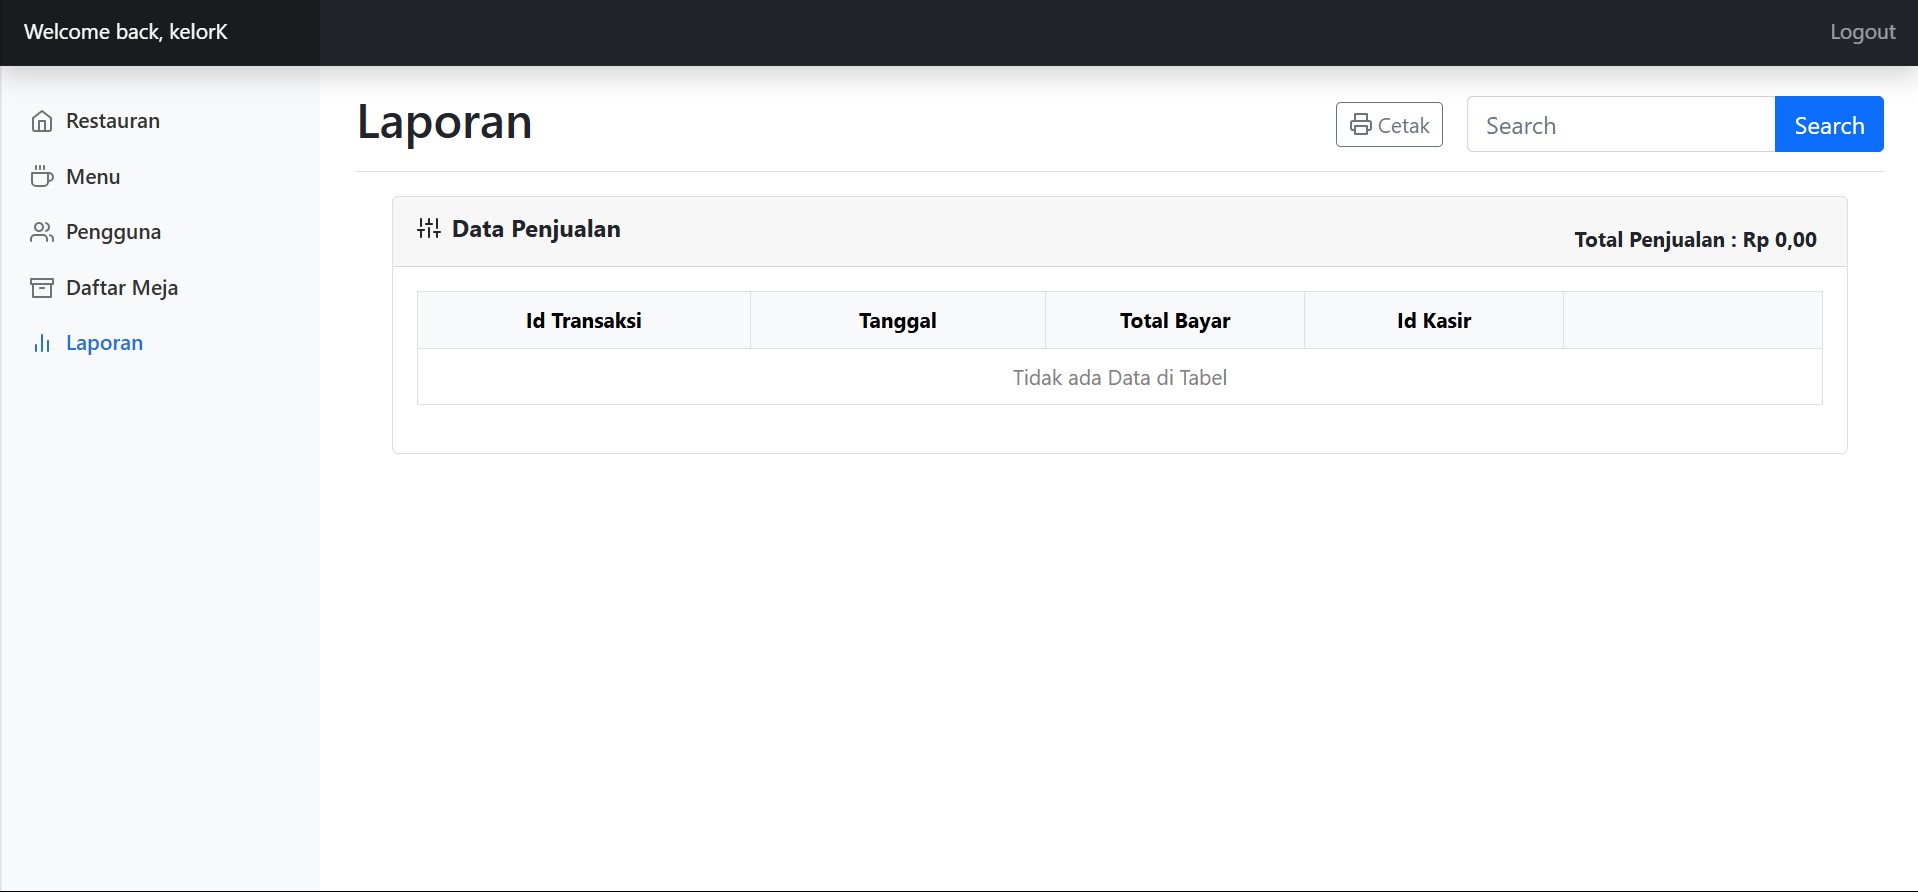 Welcome back, kelorK
Logout
Restauran
Menu
Pengguna
Daftar Meja
Laporan
Laporan
Cetak
Search
Search
Data Penjualan
Total Penjualan : Rp 0,00
Id Transaksi
Tanggal
Total Bayar
Id Kasir
Tidak ada Data di Tabel